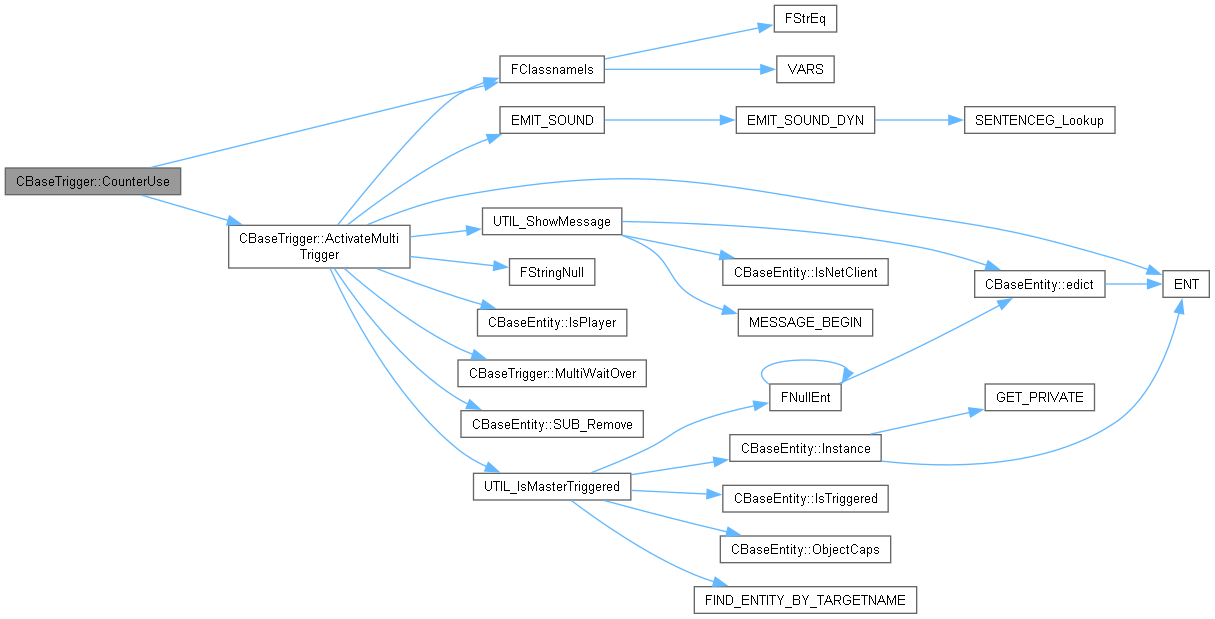 FStrEq
FClassnameIs
VARS
EMIT_SOUND
EMIT_SOUND_DYN
SENTENCEG_Lookup
CBaseTrigger::CounterUse
CBaseTrigger::ActivateMulti
Trigger
UTIL_ShowMessage
FStringNull
CBaseEntity::IsNetClient
CBaseEntity::edict
ENT
CBaseEntity::IsPlayer
MESSAGE_BEGIN
CBaseTrigger::MultiWaitOver
FNullEnt
GET_PRIVATE
CBaseEntity::SUB_Remove
CBaseEntity::Instance
UTIL_IsMasterTriggered
CBaseEntity::IsTriggered
CBaseEntity::ObjectCaps
FIND_ENTITY_BY_TARGETNAME